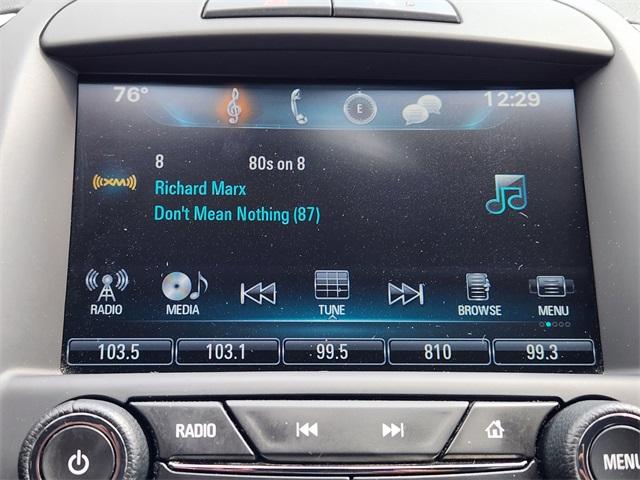 76° E 12:29
8 80s on 8
((XM))
Richard Marx
Don't Mean Nothing (87)
RADIO MEDIA TUNE BROWSE MENU
103.5 103.1 99.5 810 99.3
RADIO MENU